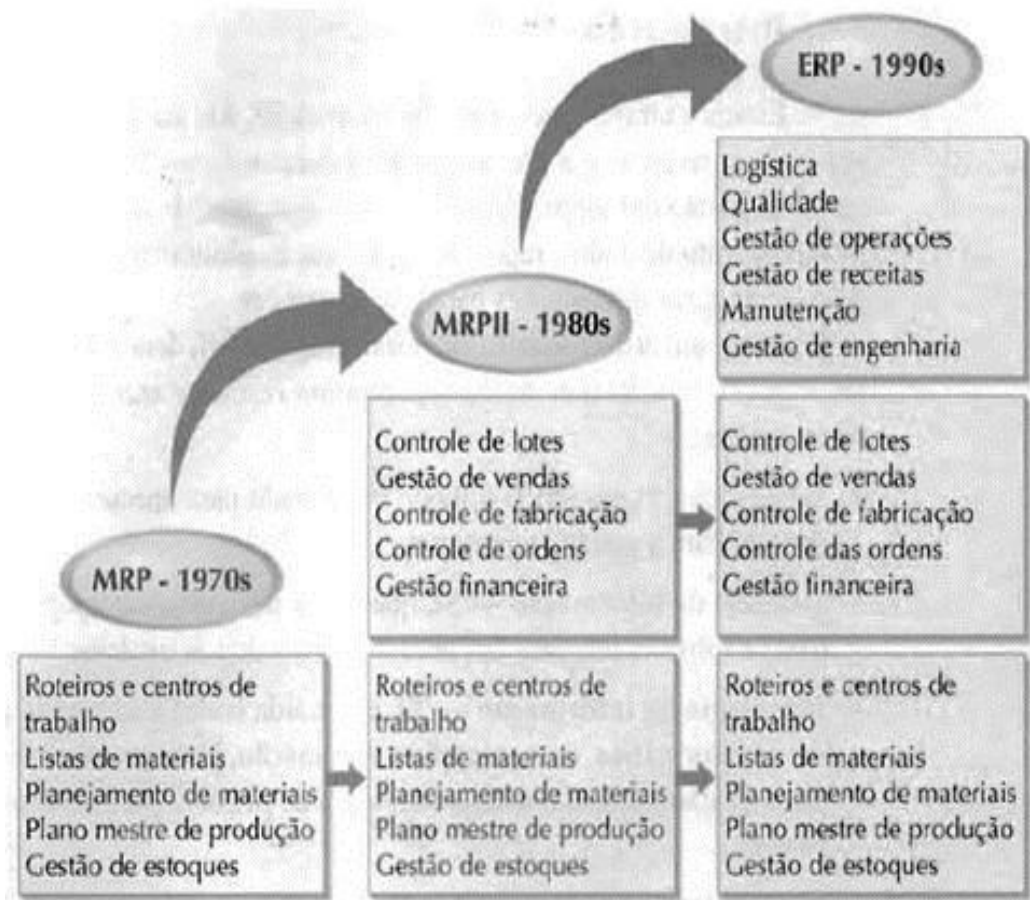 ERP - 1990s
Logística
Qualidade
Gestão de operações
Gestão de receitas
Manutenção
Gestão de engenharia
MRPII - 1980s
Controle de lotes
Gestão de vendas
Controle de fabricação
Controle de ordens
Gestão financeira
Controle de lotes
Gestão de vendas
Controle de fabricação
Controle das ordens
Gestão financeira
MRP - 1970s
Roteiros e centros de
trabalho
Listas de materiais
Planejamento de materiais
Plano mestre de produção
Gestão de estoques
Roteiros e centros de
trabalho
Listas de materiais
Planejamento de materiais
Plano mestre de produção
Gestão de estoques
Roteiros e centros de
trabalho
Listas de materiais
Planejamento de materiais
Plano mestre de produção
Gestão de estoques